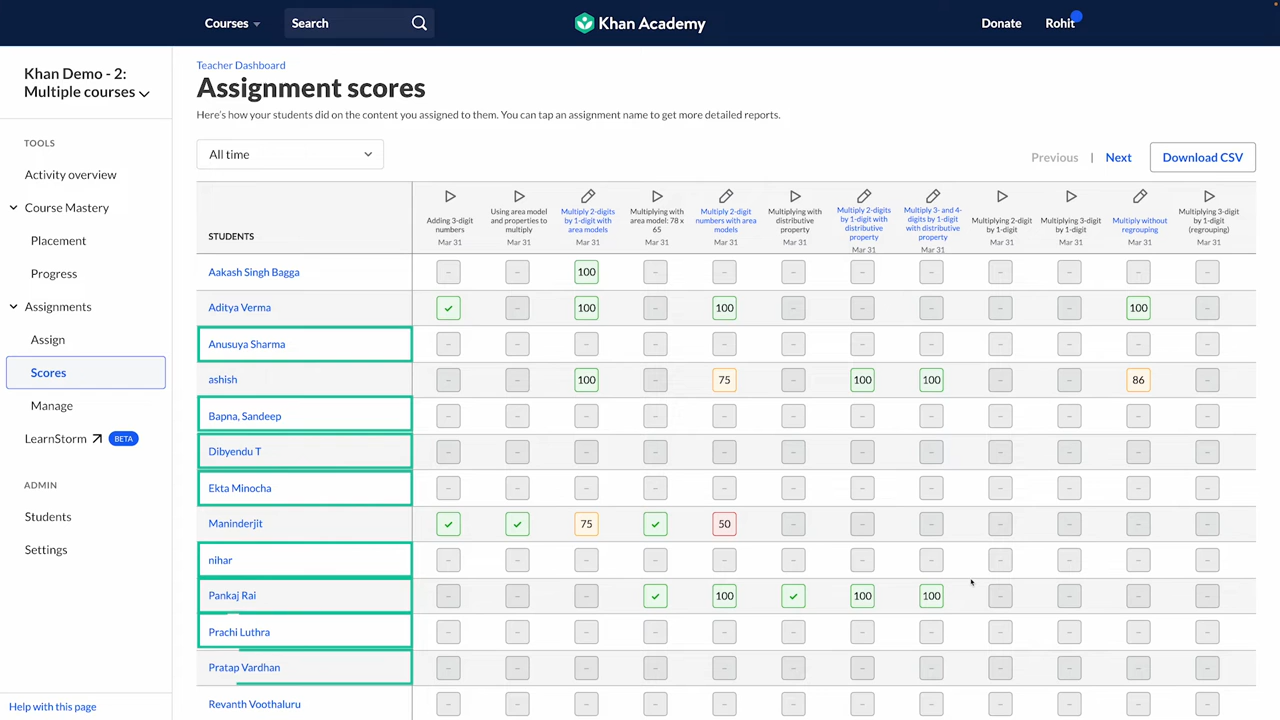 Courses
Search
Khan Academy
Donate
Rohit
Khan Demo - 2:
Multiple courses
TOOLS
Activity overview
Course Mastery
Placement
Progress
Assignments
Assign
Scores
Manage
LearnStorm BETA
ADMIN
Students
Settings
Help with this page
Teacher Dashboard
Assignment scores
Here's how your students did on the content you assigned to them. You can tap an assignment name to get more detailed reports.
All time
Previous | Next
Download CSV
STUDENTS
Adding 3-digit
numbers
Mar 31
Using area model
and properties to
multiply
Mar 31
Multiply 2-digits
by 1-digit with
area models
Mar 31
Multiplying with
area model: 78 x
65
Mar 31
Multiply 2-digit
numbers with area
models
Mar 31
Multiplying with
distributive
property
Mar 31
Multiply 2-digits
by 1-digit with
distributive
property
Mar 31
Multiply 3- and 4-
digits by 1-digit
with distributive
property
Mar 31
Multiplying 2-digit
by 1-digit
Mar 31
Multiplying 3-digit
by 1-digit
Mar 31
Multiply without
regrouping
Mar 31
Multiplying 3-digit
by 1-digit
(regrouping)
Mar 31
Aakash Singh Bagga – – 100 – – – – – – – – –
Aditya Verma – 100 – 100 – – – – – 100 –
Anusuya Sharma – – – – – – – – – – – –
ashish – – 100 – 75 – 100 100 – – 86 –
Bapna, Sandeep – – – – – – – – – – – –
Dibyendu T – – – – – – – – – – – –
Ekta Minocha – – – – – – – – – – – –
Maninderjit 75 50 – – – – – – –
nihar – – – – – – – – – – – –
Pankaj Rai – – – 100 100 100 – – – –
Prachi Luthra – – – – – – – – – – – –
Pratap Vardhan – – – – – – – – – – – –
Revanth Voothaluru – – – – – – – – – – – –